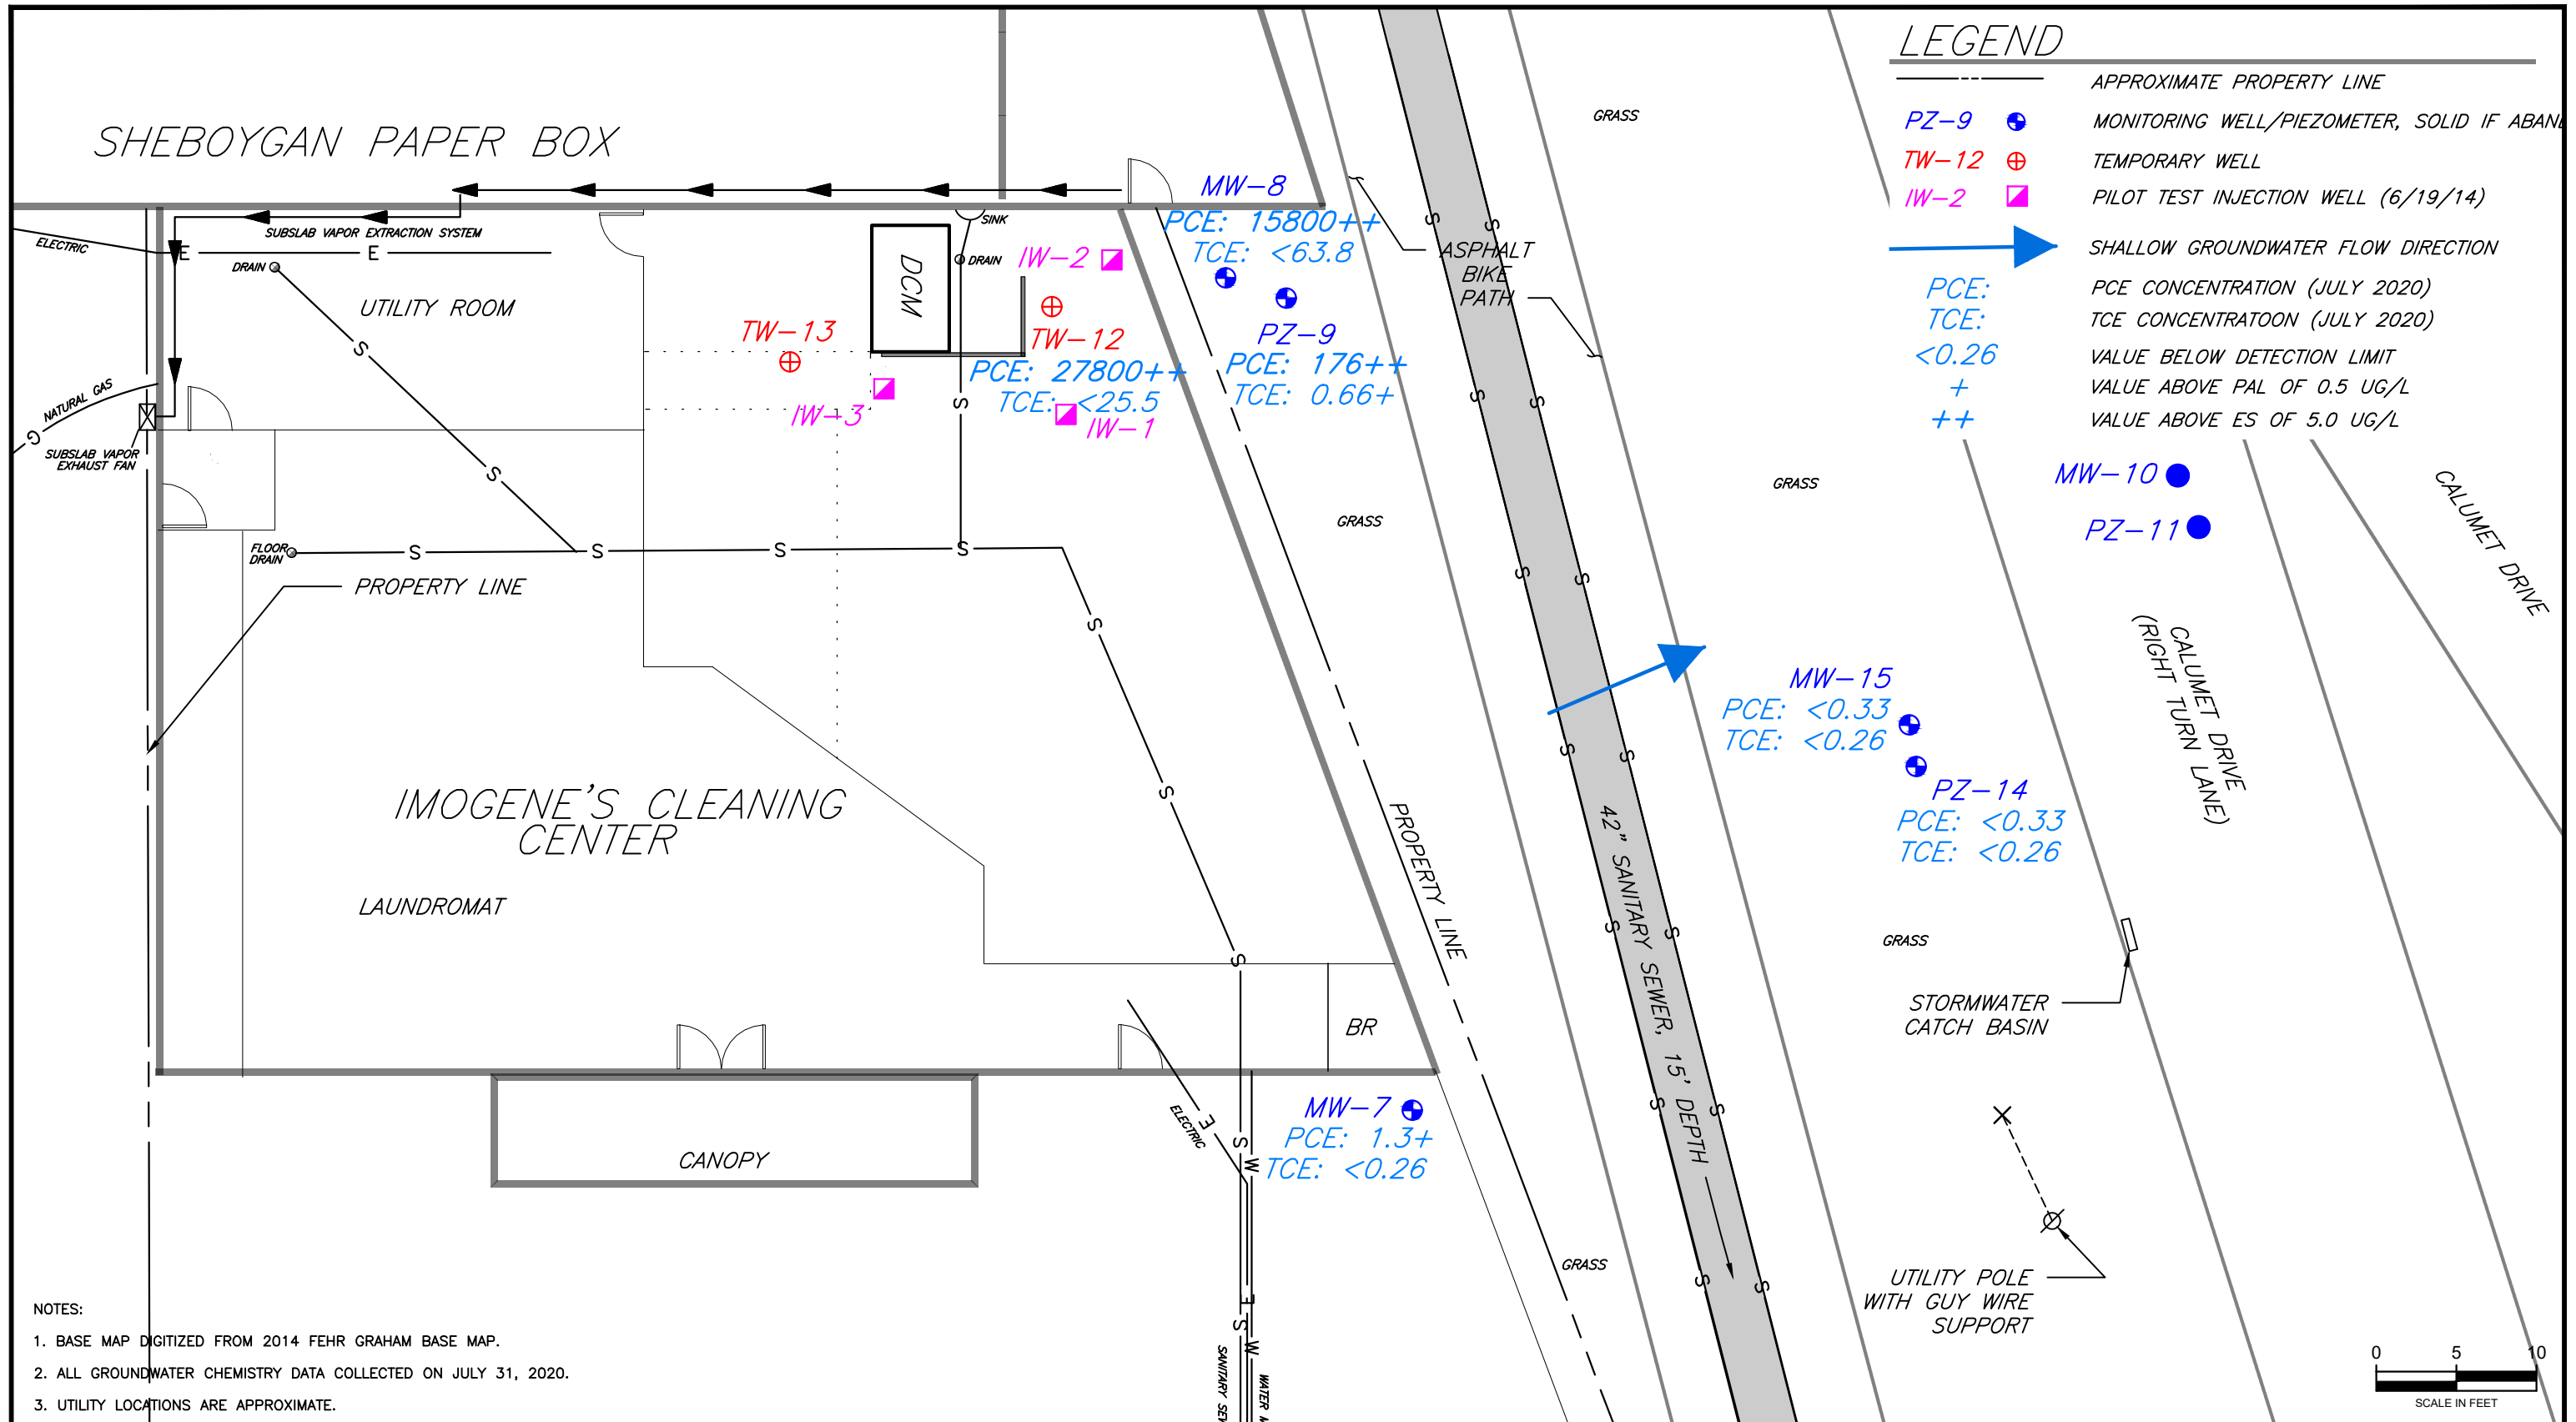 LEGEND
APPROXIMATE PROPERTY LINE
PZ-9 MONITORING WELL/PIEZOMETER, SOLID IF
TW-12 TEMPORARY WELL
IW-2 PILOT TEST INJECTION WELL (6/19/14)
SHALLOW GROUNDWATER FLOW DIRECTION
PCE: PCE CONCENTRATION (JULY 2020)
TCE: TCE CONCENTRATOON (JULY 2020)
<0.26 VALUE BELOW DETECTION LIMIT
+ VALUE ABOVE PAL OF 0.5 UG/L
++ VALUE ABOVE ES OF 5.0 UG/L
SHEBOYGAN PAPER BOX
SUBSLAB VAPOR EXTRACTION SYSTEM
ELECTRIC
E
E
DRAIN
UTILITY ROOM
SINK
DRAIN
DCM
IW-2
TW-13
TW-12
PCE: 27800++
TCE: <25.5
IW-3
IW-1
MW-8
PCE: 15800++
TCE: <63.8
PZ-9
PCE: 176++
TCE: 0.66+
ASPHALT
BIKE
PATH
GRASS
GRASS
GRASS
NATURAL GAS
G
SUBSLAB VAPOR
EXHAUST FAN
S
S
S
FLOOR
DRAIN
S
S
S
S
PROPERTY LINE
S
S
S
IMOGENE'S CLEANING
CENTER
LAUNDROMAT
BR
CANOPY
ELECTRIC
E
S
W
E
S
W
MW-7
PCE: 1.3+
TCE: <0.26
PROPERTY LINE
S
S
S
S
S
S
S
S
S
S
S
S
S
S
42" SANITARY SEWER, 15' DEPTH
MW-10
PZ-11
CALUMET DRIVE
CALUMET DRIVE
(RIGHT TURN LANE)
MW-15
PCE: <0.33
TCE: <0.26
PZ-14
PCE: <0.33
TCE: <0.26
GRASS
STORMWATER
CATCH BASIN
GRASS
UTILITY POLE
WITH GUY WIRE
SUPPORT
SANITARY
WATER
NOTES:
1. BASE MAP DIGITIZED FROM 2014 FEHR GRAHAM BASE MAP.
2. ALL GROUNDWATER CHEMISTRY DATA COLLECTED ON JULY 31, 2020.
3. UTILITY LOCATIONS ARE APPROXIMATE.
0 5 10
SCALE IN FEET